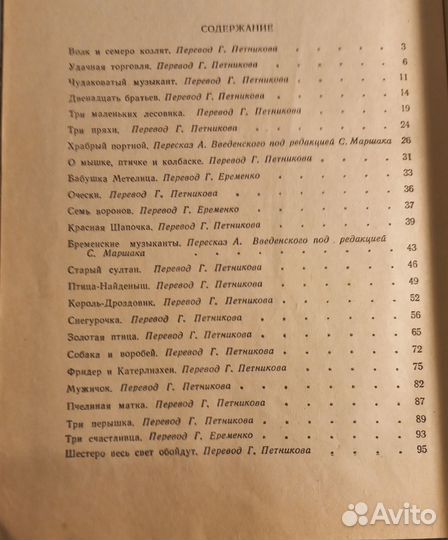 СОДЕРЖАНИЕ
Волк и семеро козлят. Перевод Г. Петникова . . . . . . 3
Удачная торговля. Перевод Г. Петникова . . . . . . 6
Чудаковатый музыкант. Перевод Г. Петникова . . . . . 11
Двенадцать братьев. Перевод Г. Петникова . . . . . . 14
Три маленьких лесовика. Перевод Г. Петникова . . . . . 19
Три пряхи. Перевод Г. Петникова . . . . . . . 24
Храбрый портной. Пересказ А. Введенского под редакцией С. Маршака 26
О мышке, птичке и колбаске. Перевод Г. Петникова . . . . 31
Бабушка Метелица. Перевод Г. Еременко . . . . . . 33
Очески. Перевод Г. Петникова . . . . . . . 36
Семь воронов. Перевод Г. Еременко . . . . . . . 37
Красная Шапочка. Перевод Г. Петникова . . . . . . 39
Бременские музыканты. Пересказ А. Введенского под редакцией
С. Маршака . . . . . . . . . . 43
Старый султан. Перевод Г. Петникова . . . . . . 46
Птица-Найденыш. Перевод Г. Петникова . . . . . . 49
Король-Дроздовик. Перевод Г. Петникова . . . . . . 52
Снегурочка. Перевод Г. Петникова . . . . . . . 56
Золотая птица. Перевод Г. Петникова . . . . . . 65
Собака и воробей. Перевод Г. Петникова . . . . . . 72
Фридер и Катерлизхен. Перевод Г. Петникова . . . . . 75
Мужичок. Перевод Г. Петникова . . . . . . . 82
Пчелиная матка. Перевод Г. Петникова . . . . . . 87
Три перышка. Перевод Г. Петникова . . . . . . . 89
Три счастливца. Перевод Г. Еременко . . . . . . 93
Шестеро весь свет обойдут. Перевод Г. Петникова . . . . . 95
Avito